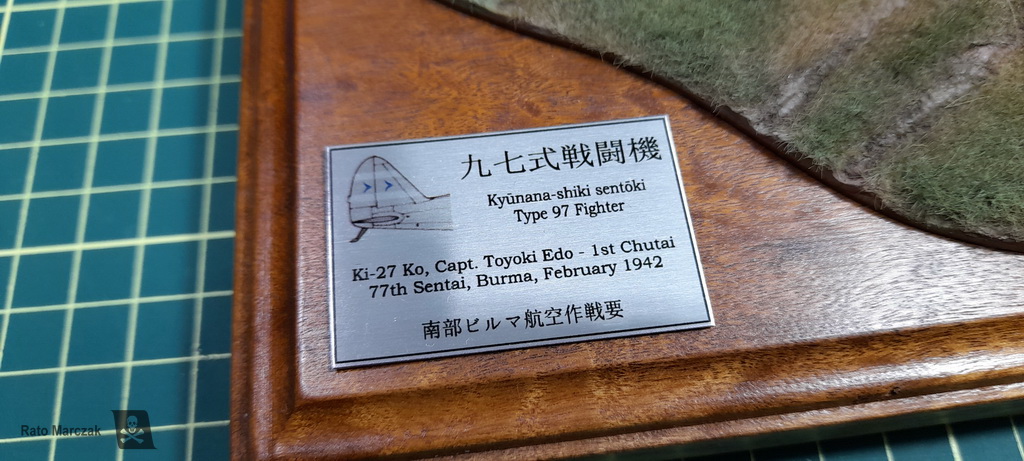 九七式戦闘機
Kyūnana-shiki sentōki
Type 97 Fighter
Ki-27 Ko, Capt. Toyoki Edo - 1st Chutai
77th Sentai, Burma, February 1942
南部ビルマ航空作戦要
Rato Marczak